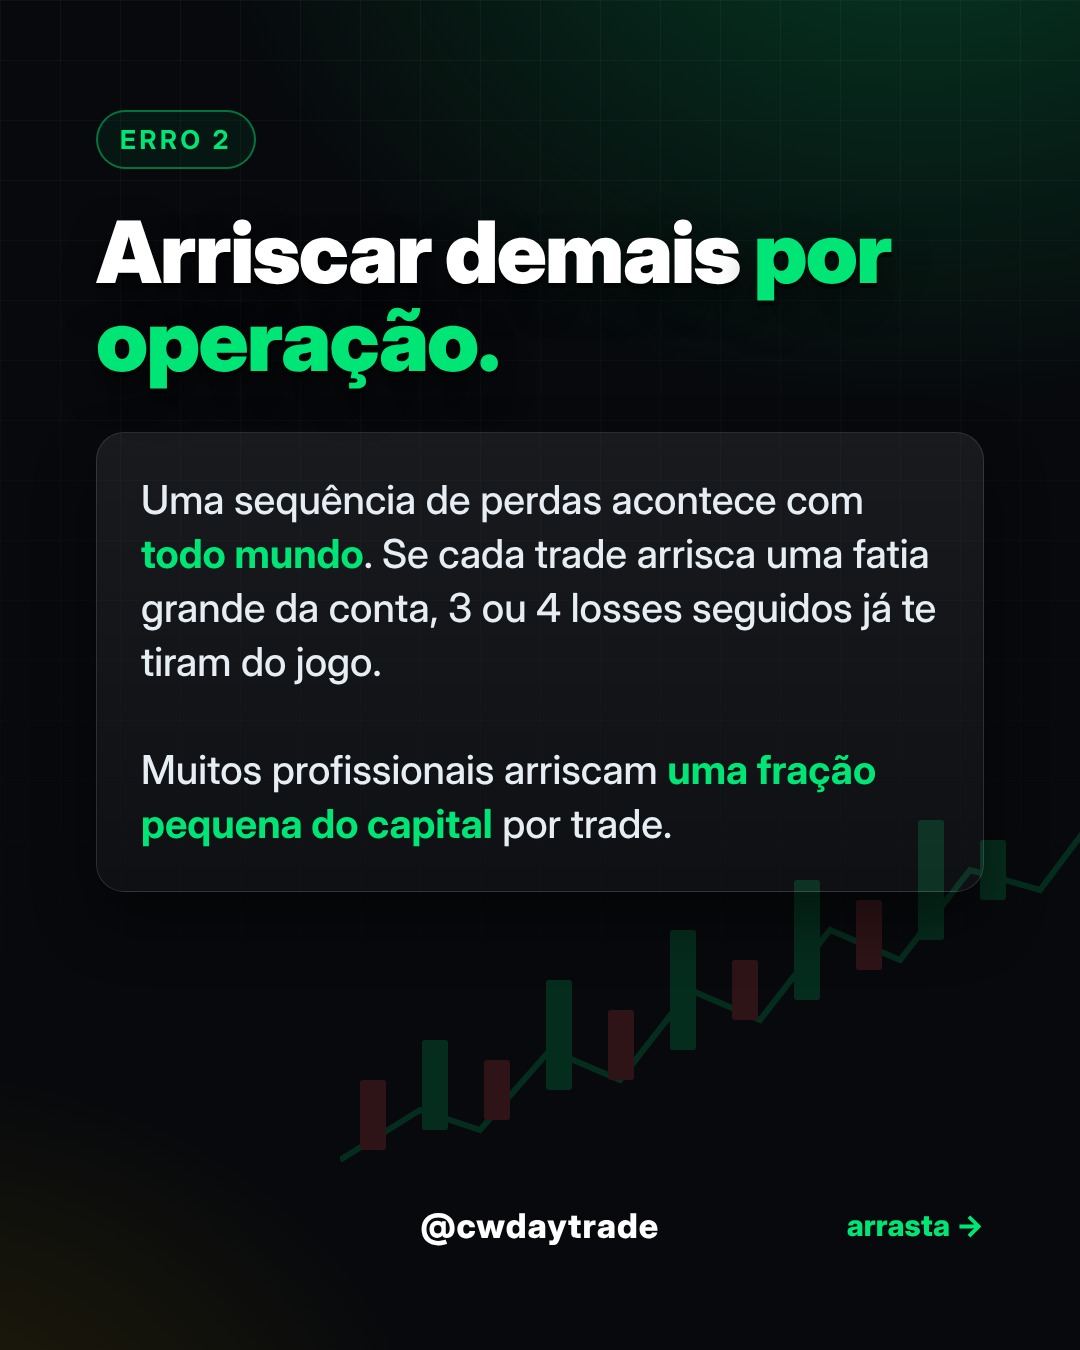 ERRO 2
Arriscar demais por
operação.
Uma sequência de perdas acontece com
todo mundo. Se cada trade arrisca uma fatia
grande da conta, 3 ou 4 losses seguidos já te
tiram do jogo.
Muitos profissionais arriscam uma fração
pequena do capital por trade.
@cwdaytrade
arrasta →